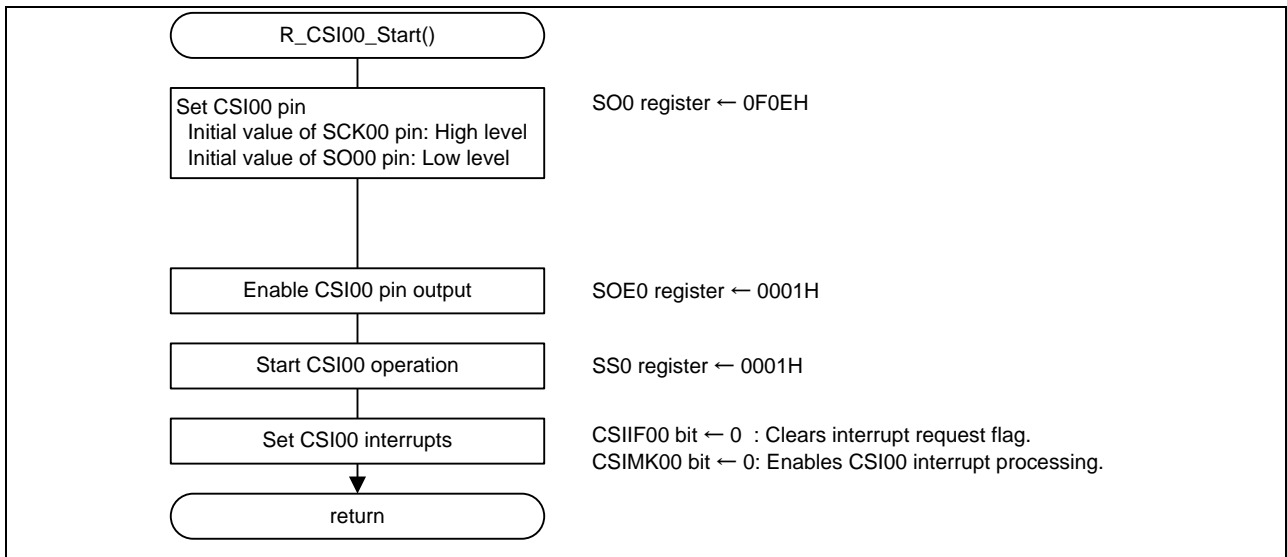 R_CSI00_Start()
Set CSI00 pin
Initial value of SCK00 pin: High level
Initial value of SO00 pin: Low level
SO0 register ← 0F0EH
Enable CSI00 pin output
SOE0 register ← 0001H
Start CSI00 operation
SS0 register ← 0001H
Set CSI00 interrupts
CSIIF00 bit ← 0 : Clears interrupt request flag.
CSIMK00 bit ← 0: Enables CSI00 interrupt processing.
return